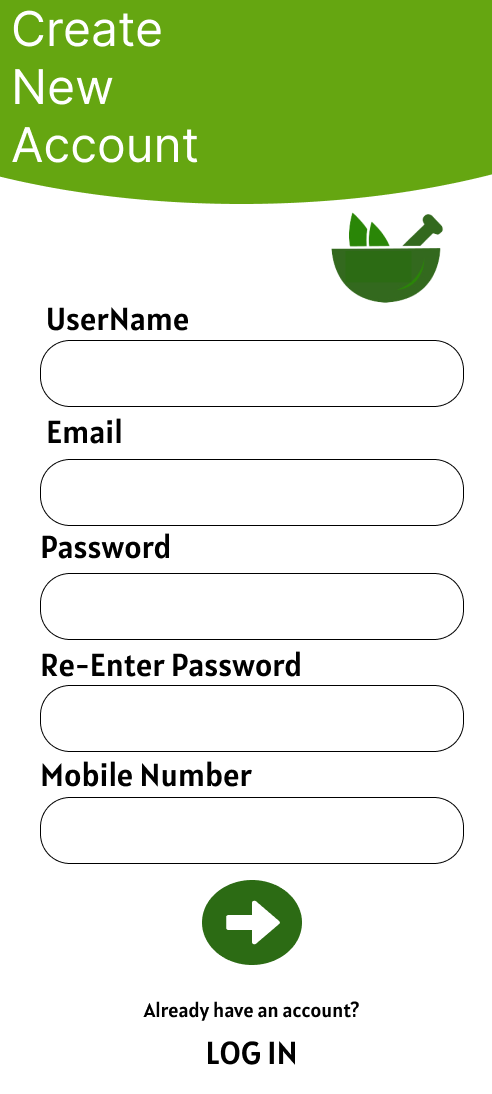 Create
New
Account
UserName
Email
Password
Re-Enter Password
Mobile Number
Already have an account?
LOG IN